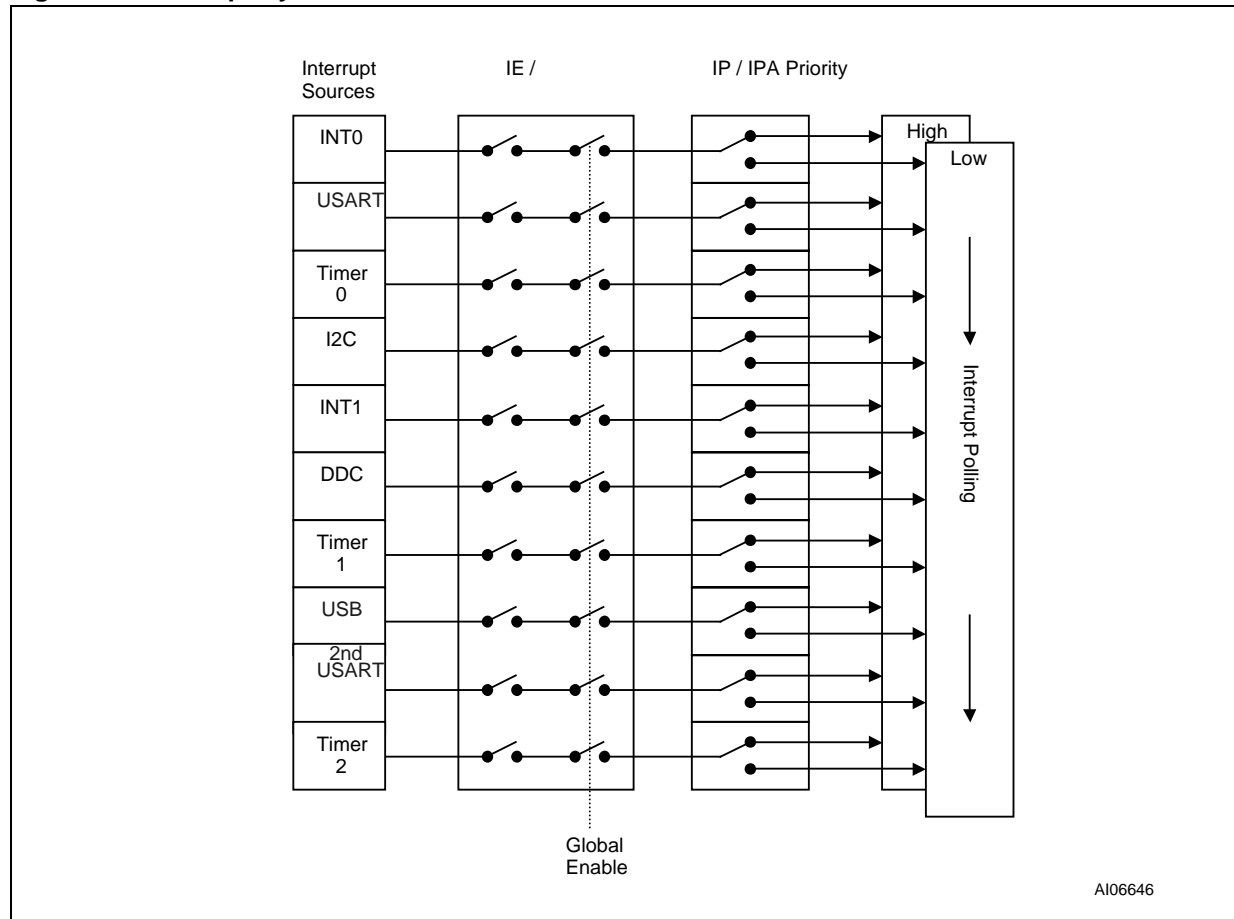 Interrupt
Sources
IE /
IP / IPA Priority
INT0
USART
Timer
0
I2C
INT1
DDC
Timer
1
USB
2nd
USART
Timer
2
High
Low
Interrupt Polling
Global
Enable
AI06646